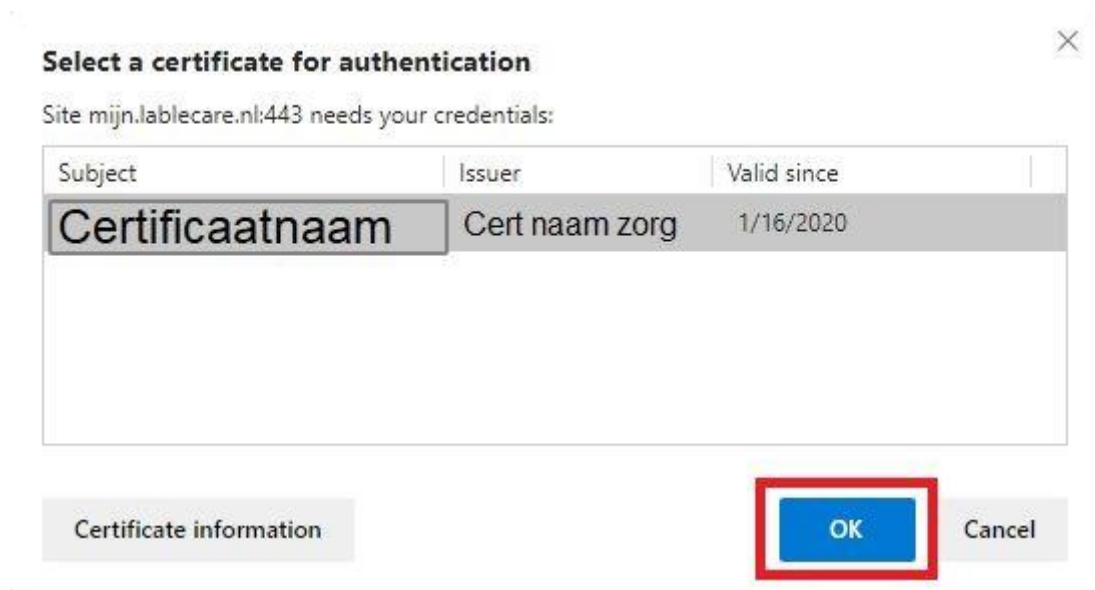 Select a certificate for authentication
Site mijn.lablecare.nl:443 needs your credentials:
Subject Issuer Valid since
Certificaatnaam Cert naam zorg 1/16/2020
Certificate information OK Cancel